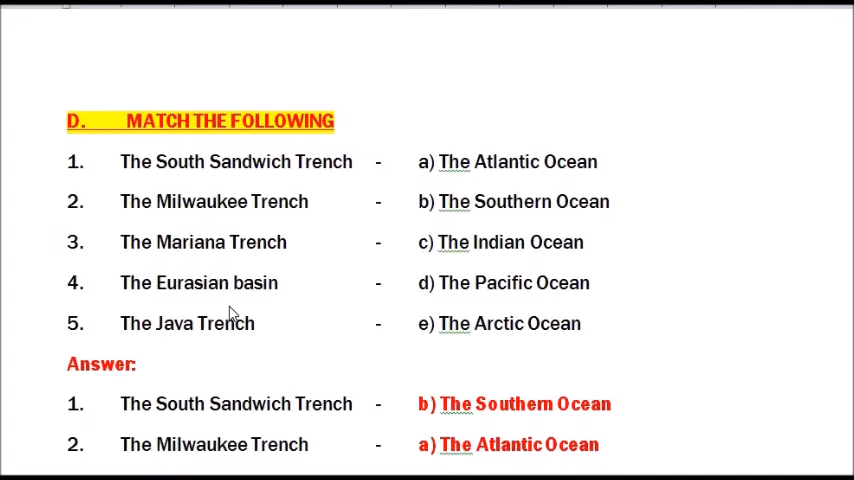 D. MATCH THE FOLLOWING
1. The South Sandwich Trench - a) The Atlantic Ocean
2. The Milwaukee Trench - b) The Southern Ocean
3. The Mariana Trench - c) The Indian Ocean
4. The Eurasian basin - d) The Pacific Ocean
5. The Java Trench - e) The Arctic Ocean
Answer:
1. The South Sandwich Trench - b) The Southern Ocean
2. The Milwaukee Trench - a) The Atlantic Ocean